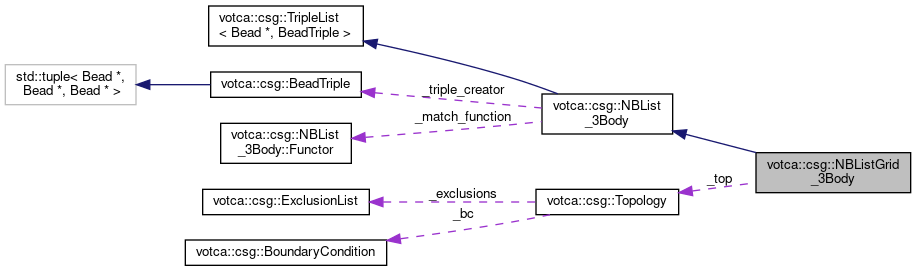 votca::csg::TripleList
< Bead *, BeadTriple >
std::tuple< Bead *,
Bead *, Bead * >
votca::csg::BeadTriple
_triple_creator
votca::csg::NBList
_3Body
_match_function
votca::csg::NBList
_3Body::Functor
votca::csg::NBListGrid
_3Body
_top
votca::csg::ExclusionList
_exclusions
votca::csg::Topology
_bc
votca::csg::BoundaryCondition